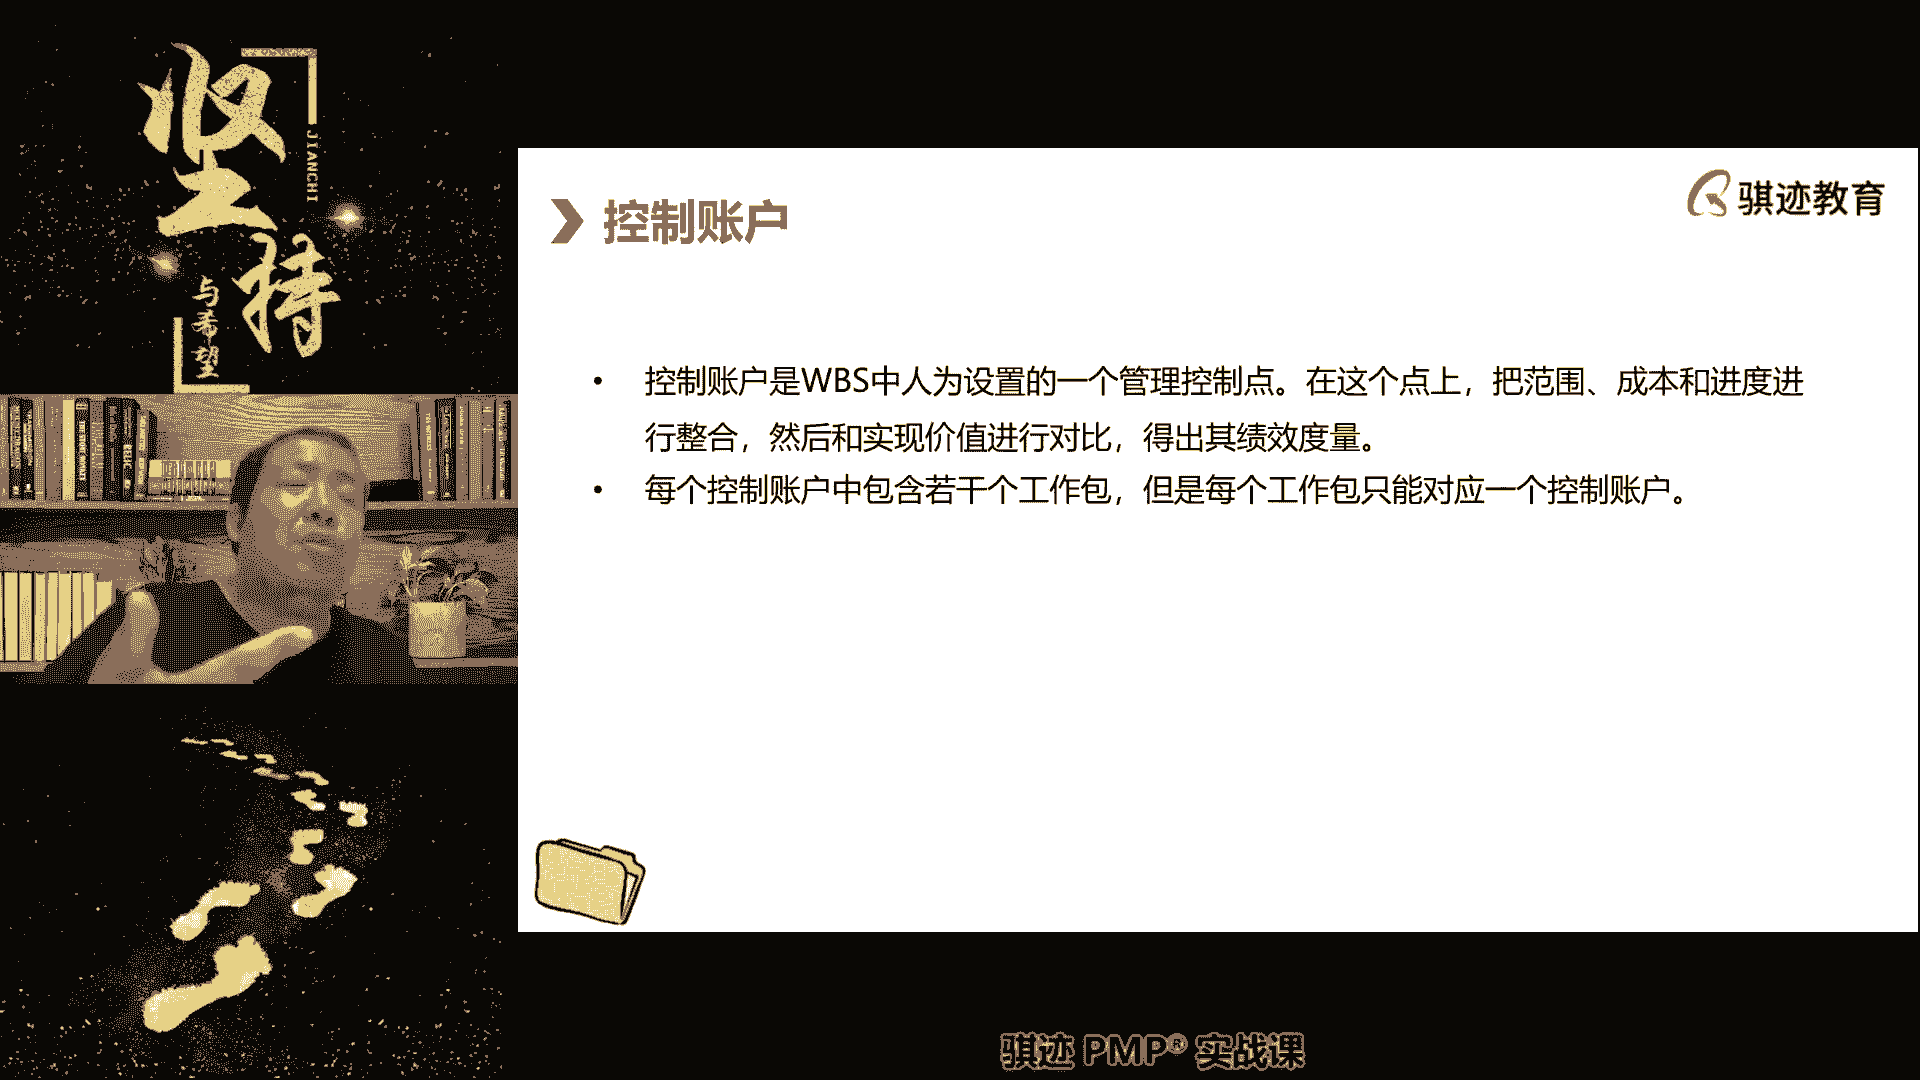 坚持
JIANCHI
与希望
骐迹教育
控制账户
• 控制账户是WBS中人为设置的一个管理控制点。在这个点上，把范围、成本和进度进
行整合，然后和实现价值进行对比，得出其绩效度量。
• 每个控制账户中包含若干个工作包，但是每个工作包只能对应一个控制账户。
骐迹 PMP® 实战课